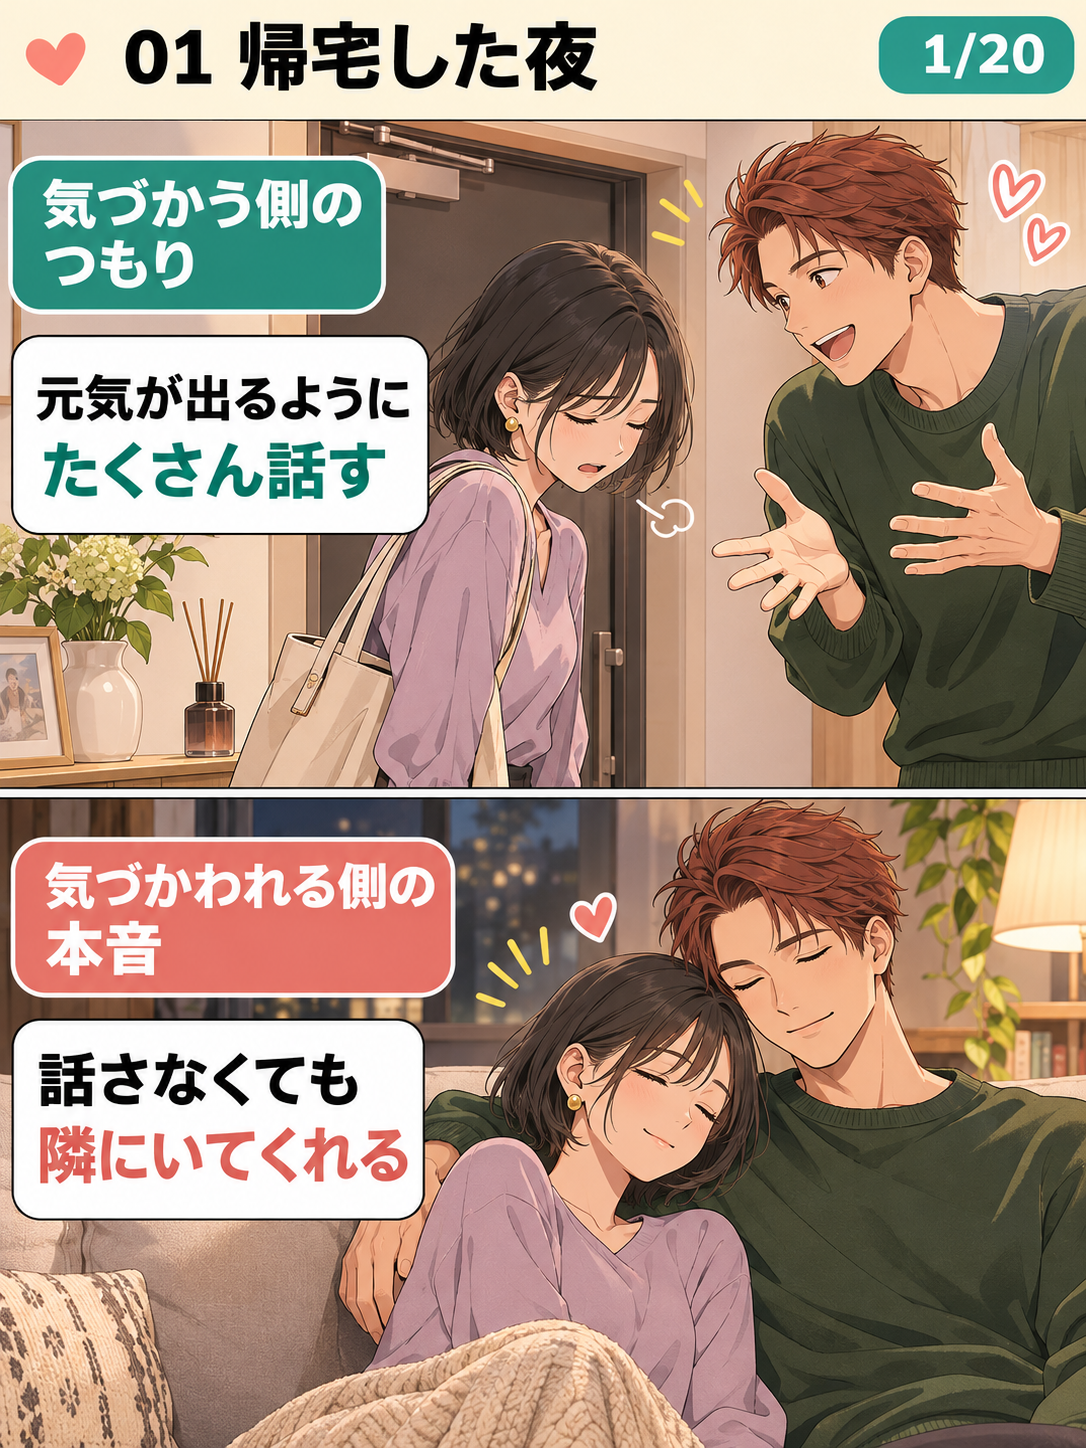 01 帰宅した夜
1/20
気づかう側の
つもり
元気が出るように
たくさん話す
気づかわれる側の
本音
話さなくても
隣にいてくれる